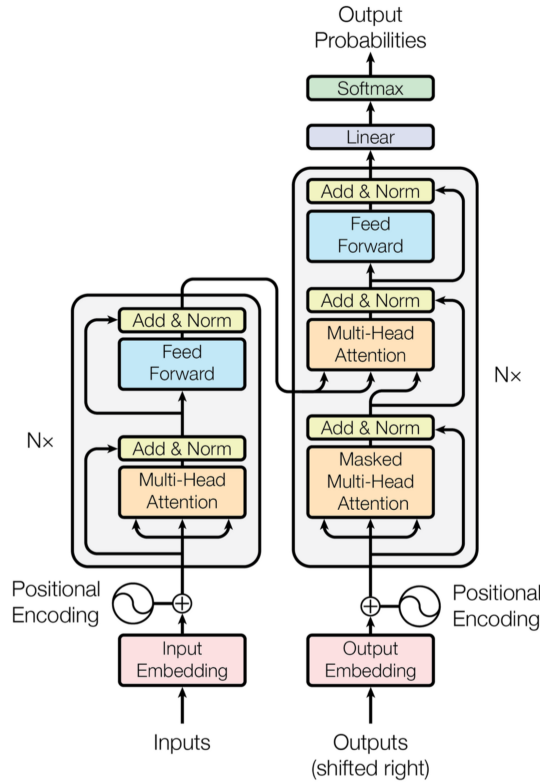 Output
Probabilities
Softmax
Linear
Add & Norm
Feed
Forward
Add & Norm
Multi-Head
Attention
Add & Norm
Masked
Multi-Head
Attention
N×
Add & Norm
Feed
Forward
Add & Norm
Multi-Head
Attention
N×
Positional
Encoding
Positional
Encoding
Input
Embedding
Output
Embedding
Inputs
Outputs
(shifted right)